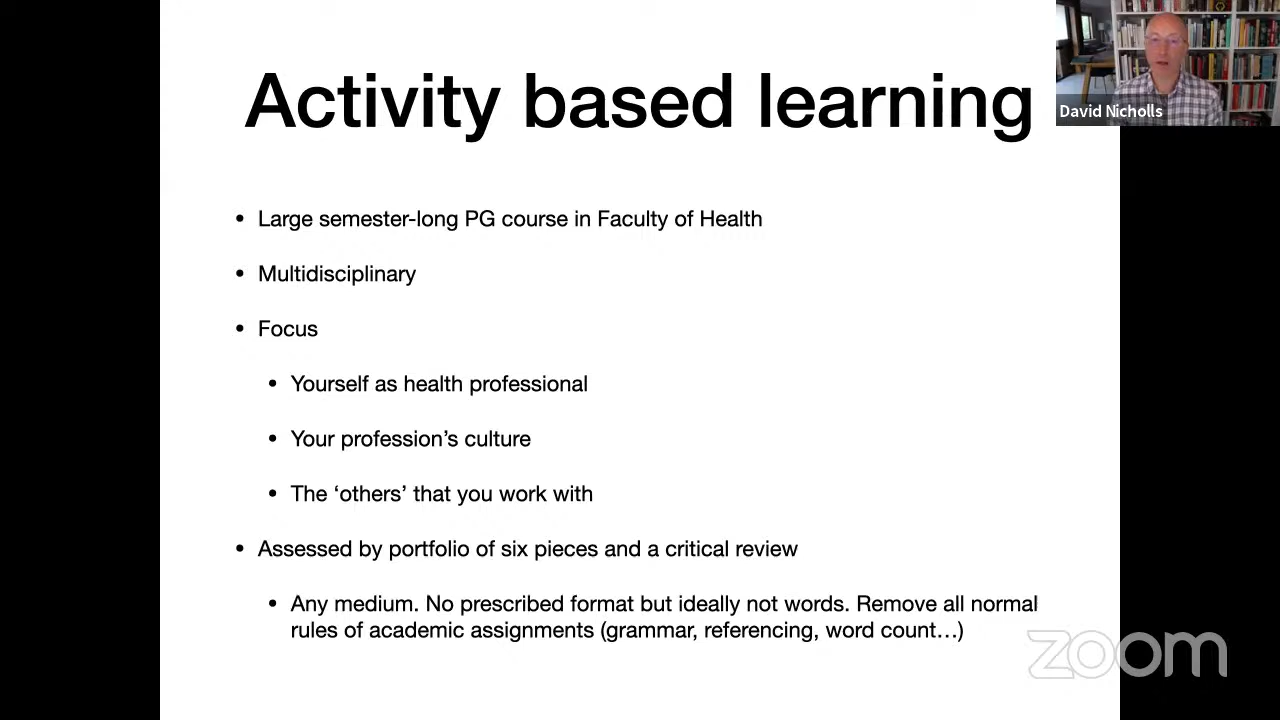 Activity based learning
David Nicholls
• Large semester-long PG course in Faculty of Health
• Multidisciplinary
• Focus
• Yourself as health professional
• Your profession’s culture
• The ‘others’ that you work with
• Assessed by portfolio of six pieces and a critical review
• Any medium. No prescribed format but ideally not words. Remove all normal
rules of academic assignments (grammar, referencing, word count…)
zoom